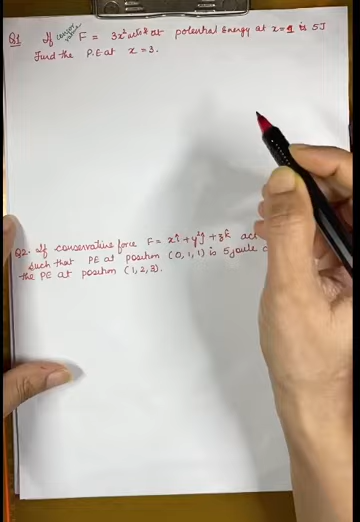 Q1 If conservative F = 3x² acts & at potential energy at x=1 is 5J
Find the P.E at x = 3.
Q2. If conservative force F = xî + y²ĵ + zk̂ act
such that PE at position (0,1,1) is 5 joule
the PE at position (1,2,3).